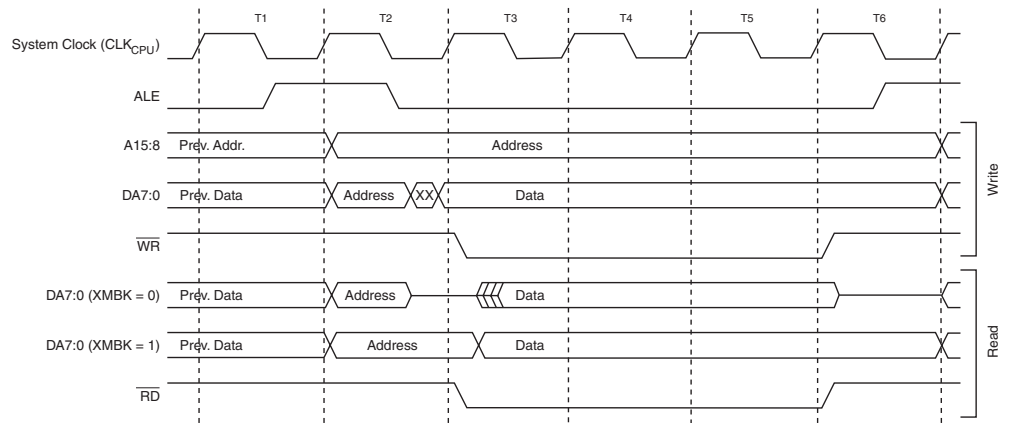 T1 T2 T3 T4 T5 T6
System Clock (CLKCPU)
ALE
A15:8 Prev. Addr. Address
DA7:0 Prev. Data Address XX Data
WR
Write
DA7:0 (XMBK = 0) Prev. Data Address Data
DA7:0 (XMBK = 1) Prev. Data Address Data
RD
Read